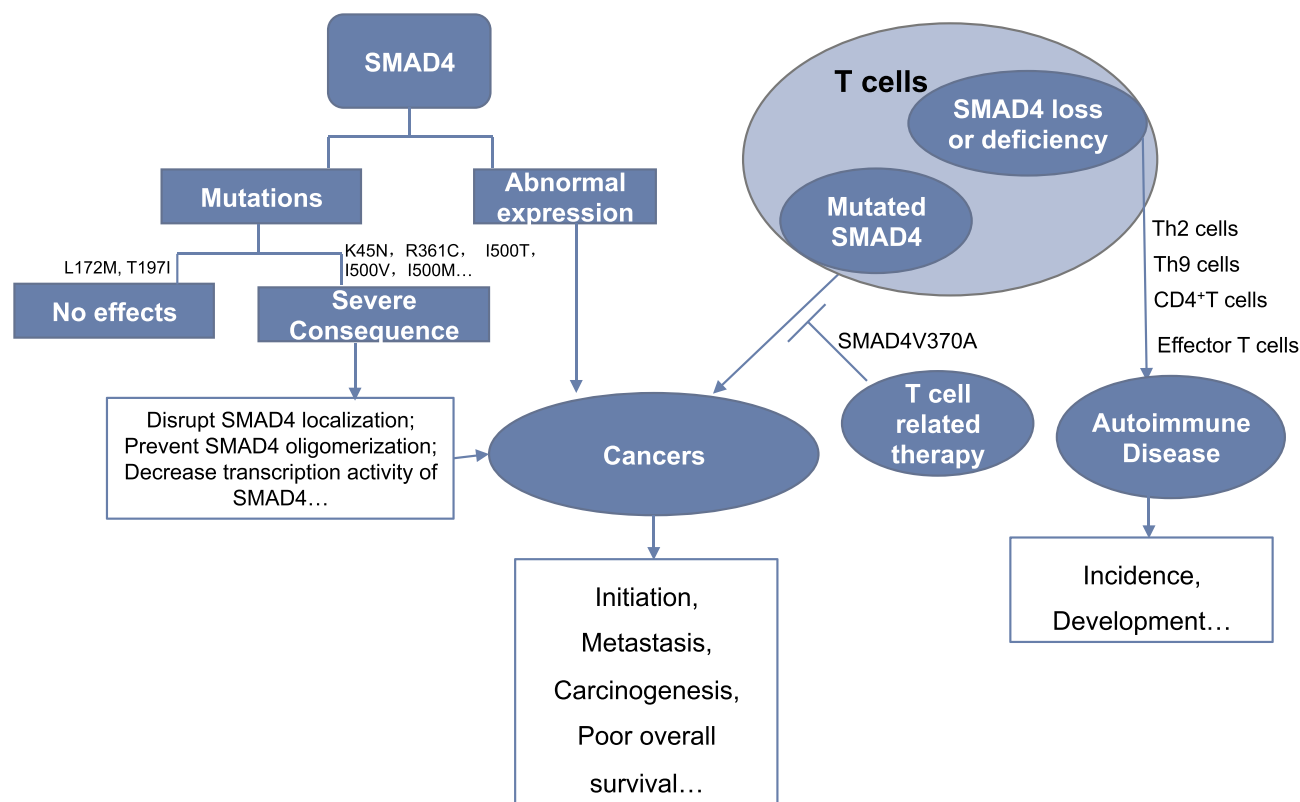 SMAD4
Mutations
Abnormal
expression
L172M, T197I
K45N， R361C， I500T，
I500V， I500M…
No effects
Severe
Consequence
Disrupt SMAD4 localization;
Prevent SMAD4 oligomerization;
Decrease transcription activity of
SMAD4…
T cells
SMAD4 loss
or deficiency
Mutated
SMAD4
Th2 cells
Th9 cells
CD4⁺T cells
Effector T cells
SMAD4V370A
T cell
related
therapy
Cancers
Autoimmune
Disease
Initiation,
Metastasis,
Carcinogenesis,
Poor overall
survival…
Incidence,
Development…